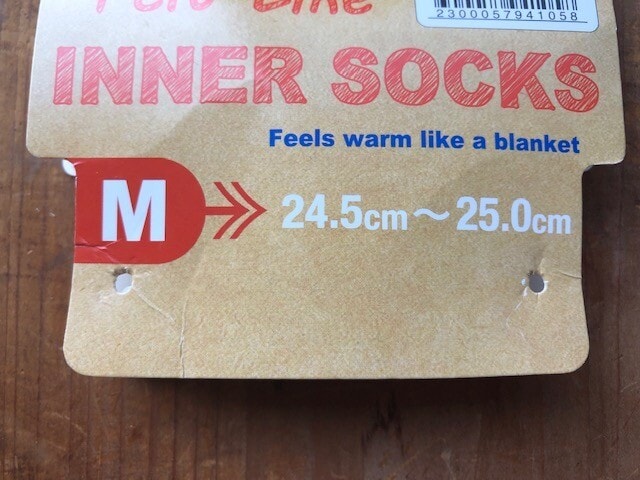 2300057941058
INNER SOCKS
Feels warm like a blanket
M 24.5cm～25.0cm